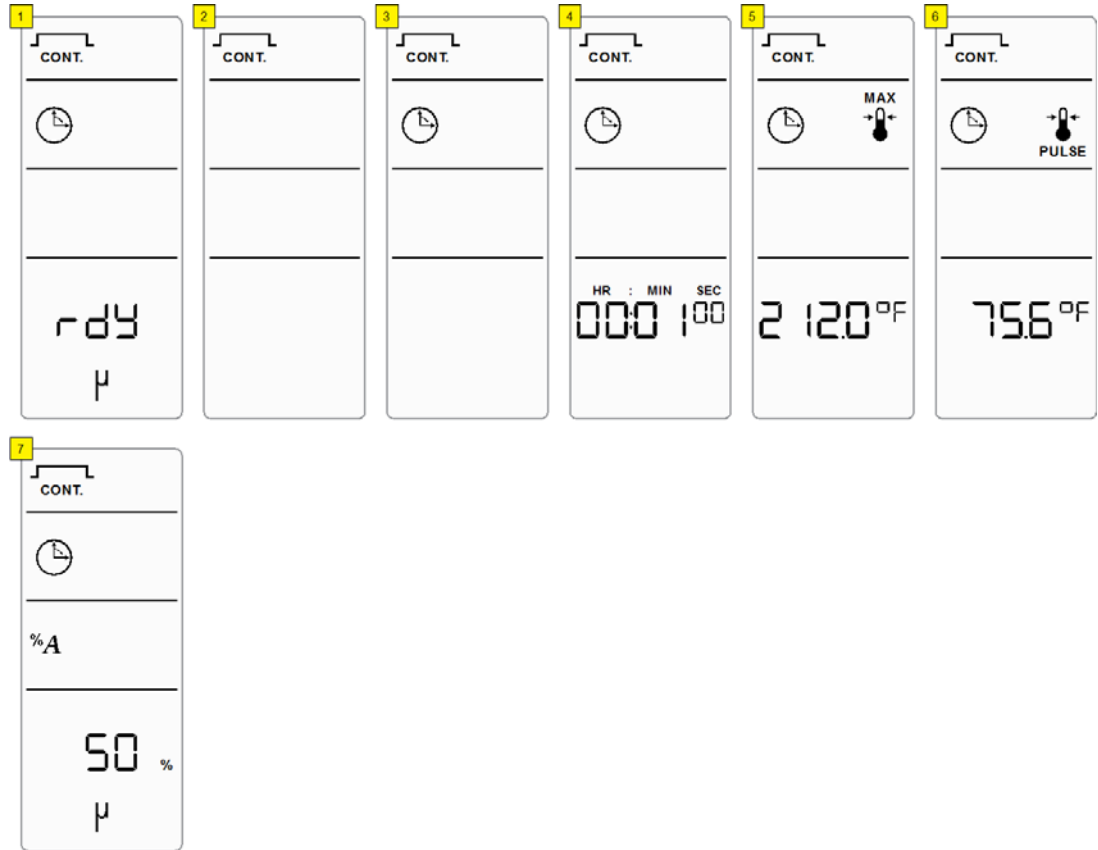 1
CONT.
rdy
µ
2
CONT.
3
CONT.
4
CONT.
HR : MIN SEC
00:01 00
5
CONT.
MAX
212.0 °F
6
CONT.
PULSE
75.6 °F
7
CONT.
%A
50 %
µ